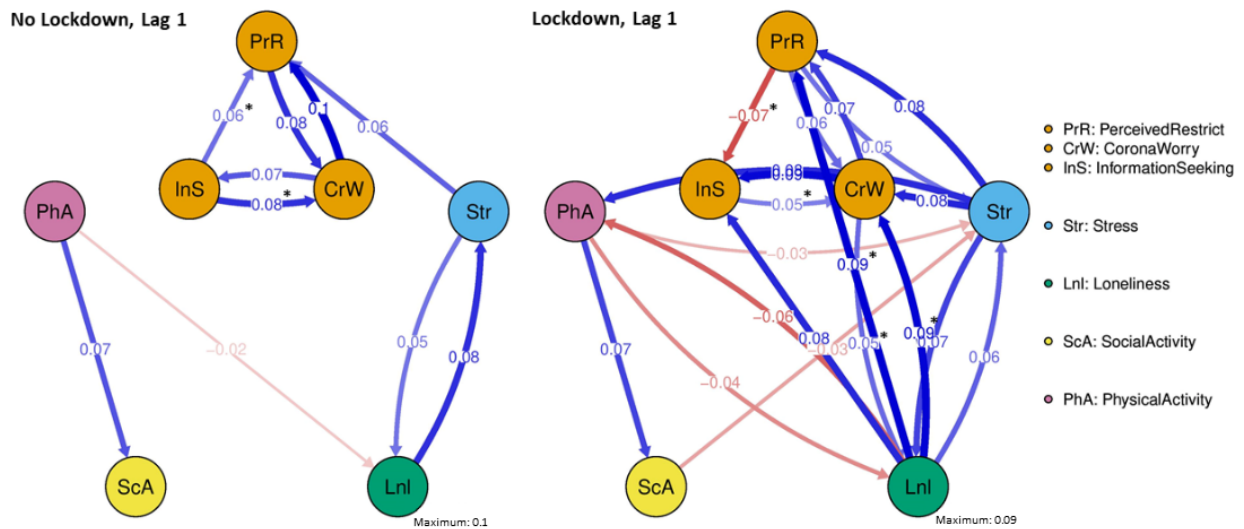 No Lockdown, Lag 1
PrR
0.06*
0.08
0.1
0.06
InS
0.07
0.08
*
CrW
PhA
Str
0.07
−0.02
0.05
0.08
ScA
Lnl
Maximum: 0.1
Lockdown, Lag 1
PrR
−0.07*
0.06
0.07
0.05
0.08
InS
0.09
0.05*
CrW
0.08
PhA
Str
−0.03
0.09*
−0.06
0.08
−0.03
0.05*
0.09*
0.07
0.06
0.07
−0.04
ScA
Lnl
Maximum: 0.09
PrR: PerceivedRestrict
CrW: CoronaWorry
InS: InformationSeeking
Str: Stress
Lnl: Loneliness
ScA: SocialActivity
PhA: PhysicalActivity